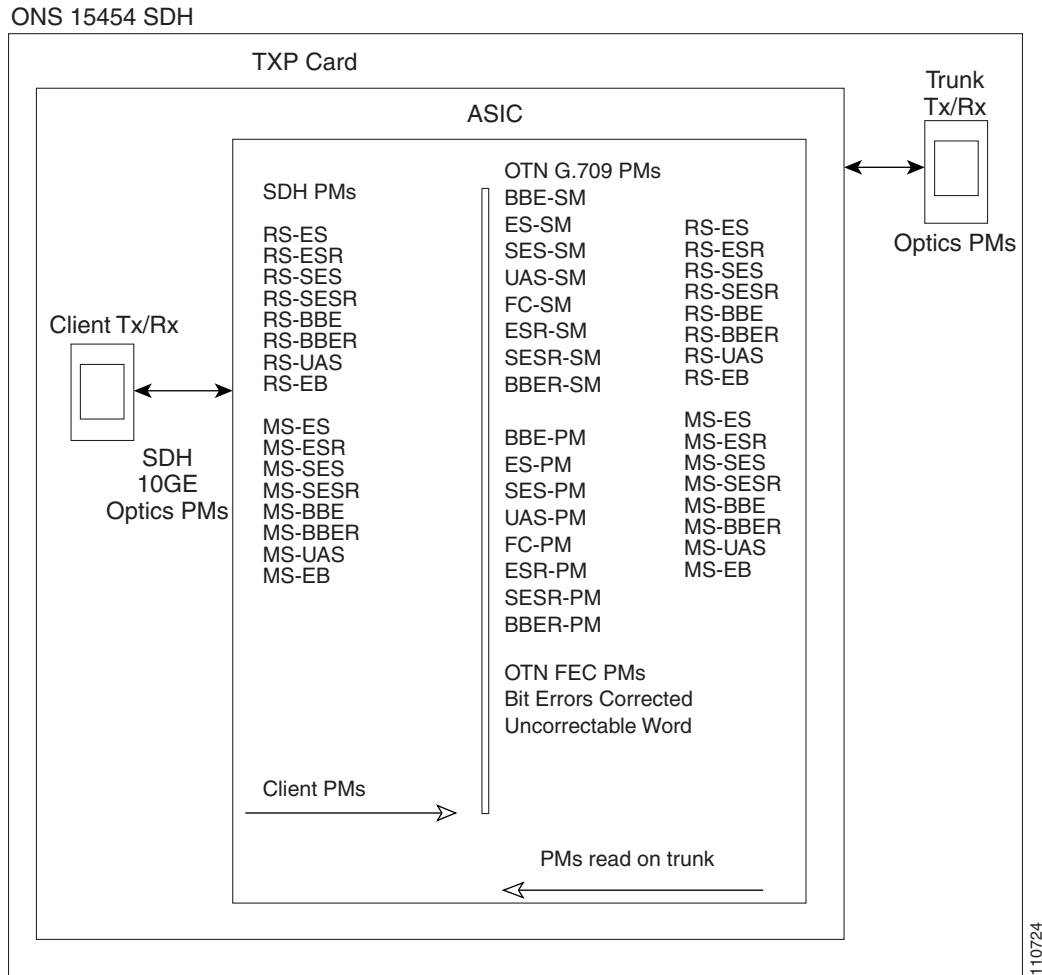 ONS 15454 SDH
TXP Card
Trunk
Tx/Rx
Optics PMs
ASIC
Client Tx/Rx
SDH
10GE
Optics PMs
SDH PMs
RS-ES
RS-ESR
RS-SES
RS-SESR
RS-BBE
RS-BBER
RS-UAS
RS-EB
MS-ES
MS-ESR
MS-SES
MS-SESR
MS-BBE
MS-BBER
MS-UAS
MS-EB
OTN G.709 PMs
BBE-SM
ES-SM
SES-SM
UAS-SM
FC-SM
ESR-SM
SESR-SM
BBER-SM
BBE-PM
ES-PM
SES-PM
UAS-PM
FC-PM
ESR-PM
SESR-PM
BBER-PM
OTN FEC PMs
Bit Errors Corrected
Uncorrectable Word
RS-ES
RS-ESR
RS-SES
RS-SESR
RS-BBE
RS-BBER
RS-UAS
RS-EB
MS-ES
MS-ESR
MS-SES
MS-SESR
MS-BBE
MS-BBER
MS-UAS
MS-EB
Client PMs
PMs read on trunk
110724